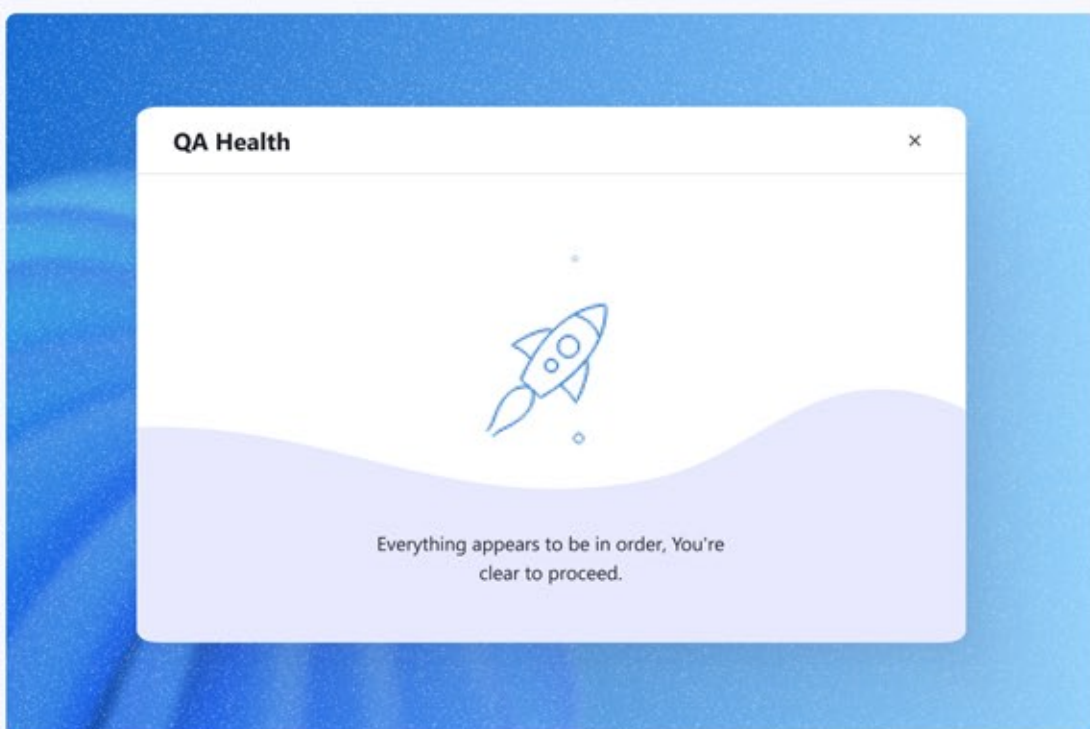 QA Health
Everything appears to be in order, You're
clear to proceed.